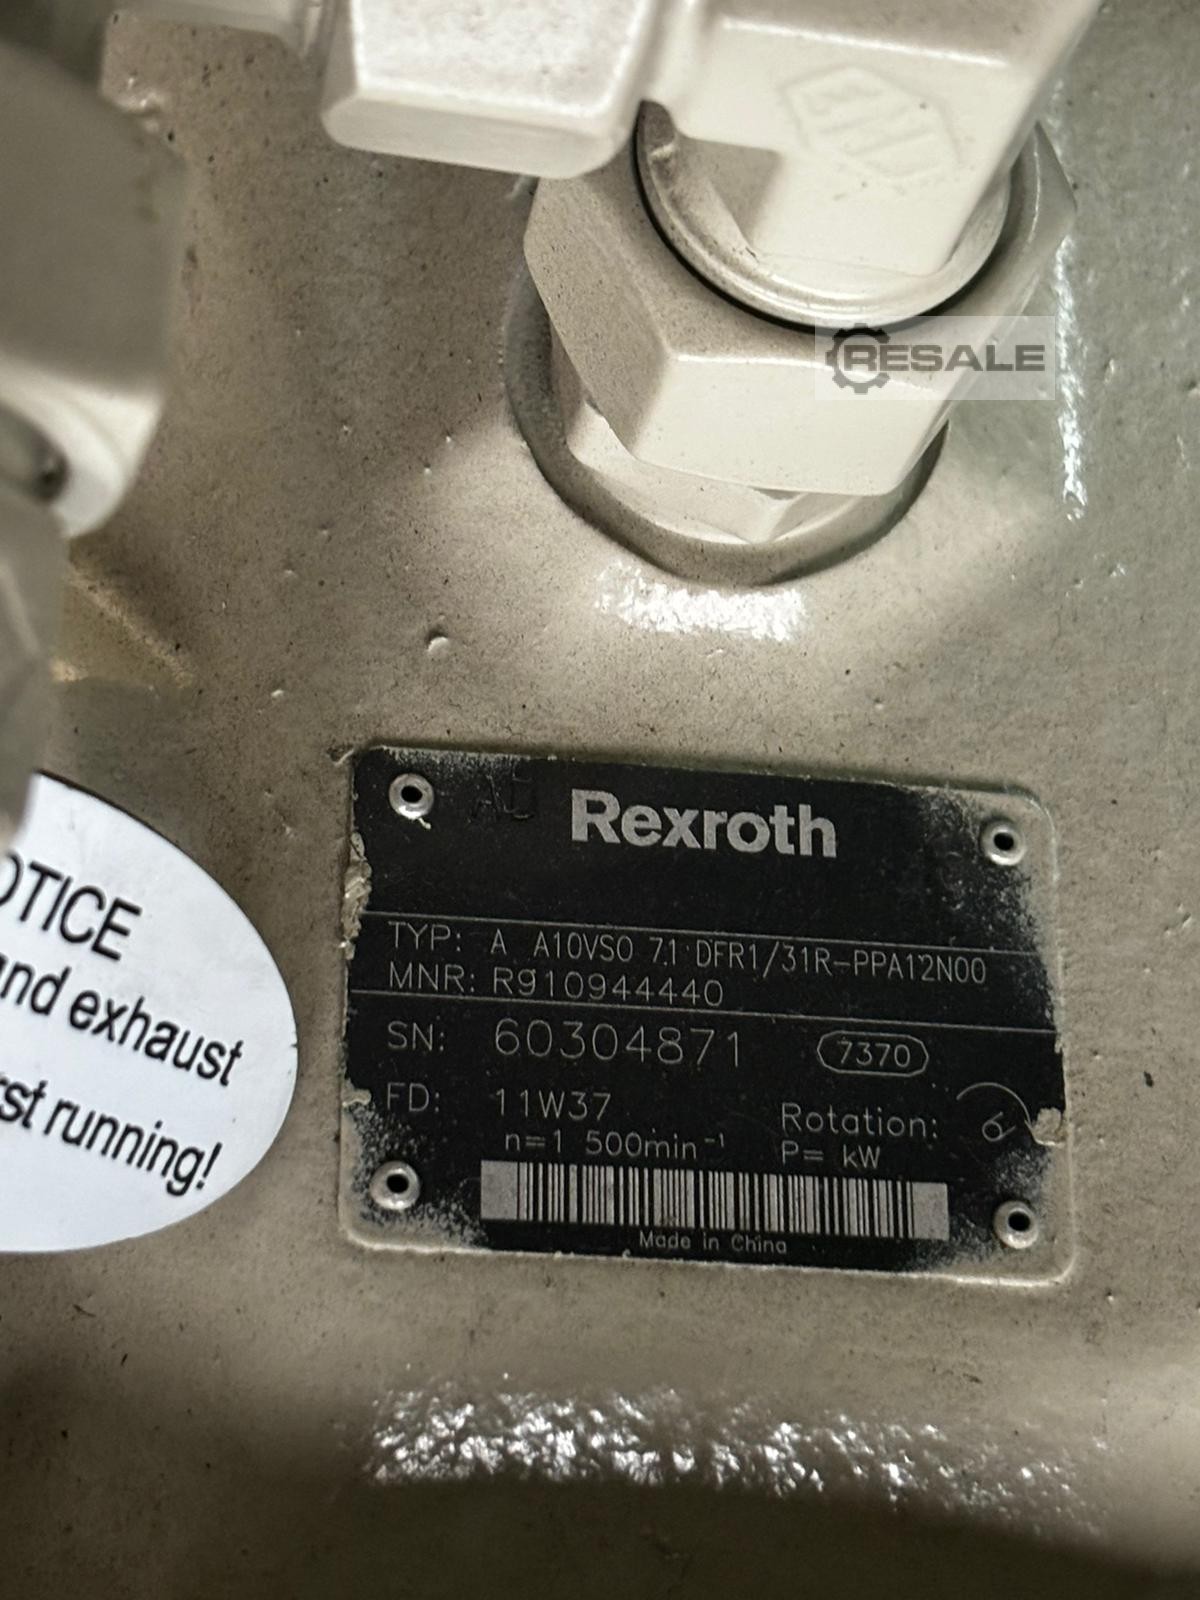 RESALE
Rexroth
TYP: A A10VSO 71 DFR1/31R-PPA12N00
MNR: R910944440
SN: 60304871 7370
FD: 11W37 Rotation:
n=1 500min⁻¹ P= kW
Made in China
OTICE
and exhaust
rst running!